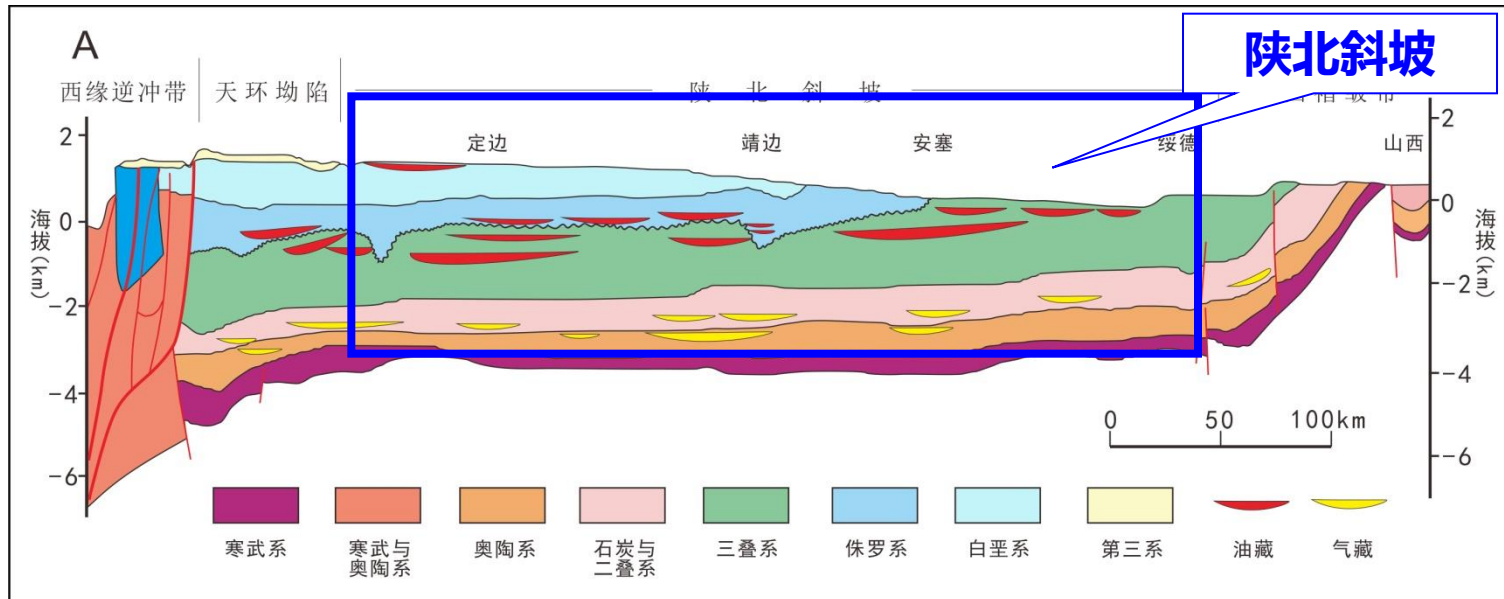 A
陕北斜坡
西缘逆冲带 天环坳陷 陕 北 斜 坡
2 定边 靖边 安塞 绥德 山西 2
0 0
海拔(km) 海拔(km)
-2 -2
-4 -4
0 50 100km
-6 -6
寒武系 寒武与奥陶系 奥陶系 石炭与二叠系 三叠系 侏罗系 白垩系 第三系 油藏 气藏